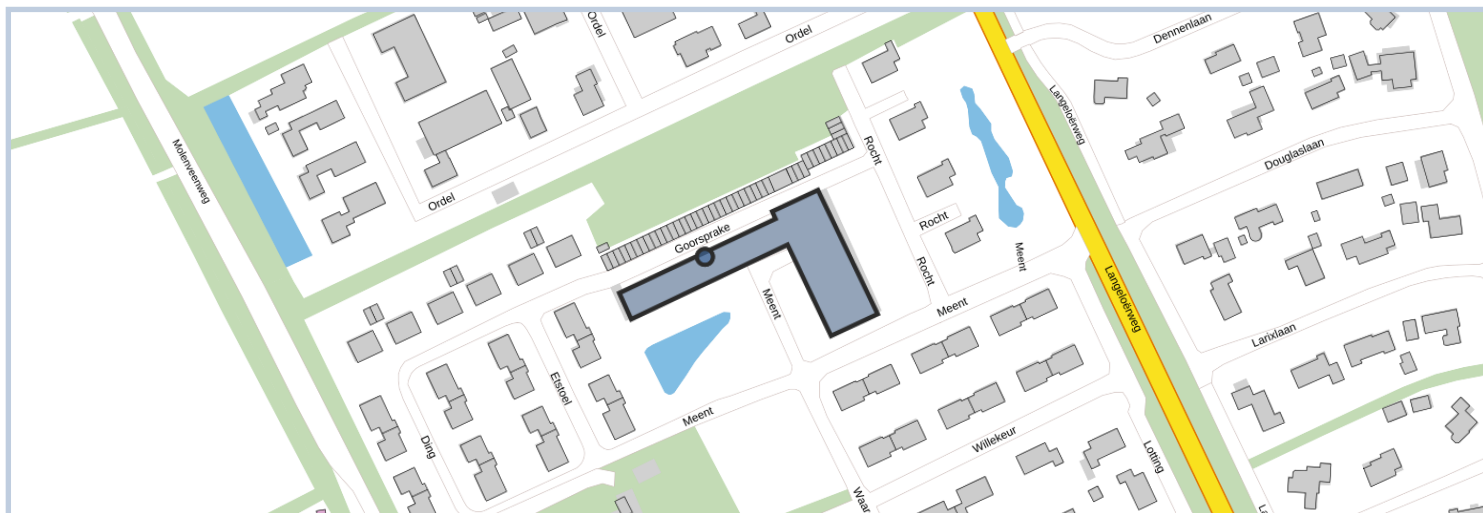 Ordel
Ordel
Dennenlaan
Langeloërweg
Molenveenweg
Rocht
Douglaslaan
Ordel
Rocht
Goorsprake
Meent
Rocht
Langeloërweg
Meent
Meent
Larixlaan
Etstoel
Meent
Ding
Willekeur
Lotting
Waar
La